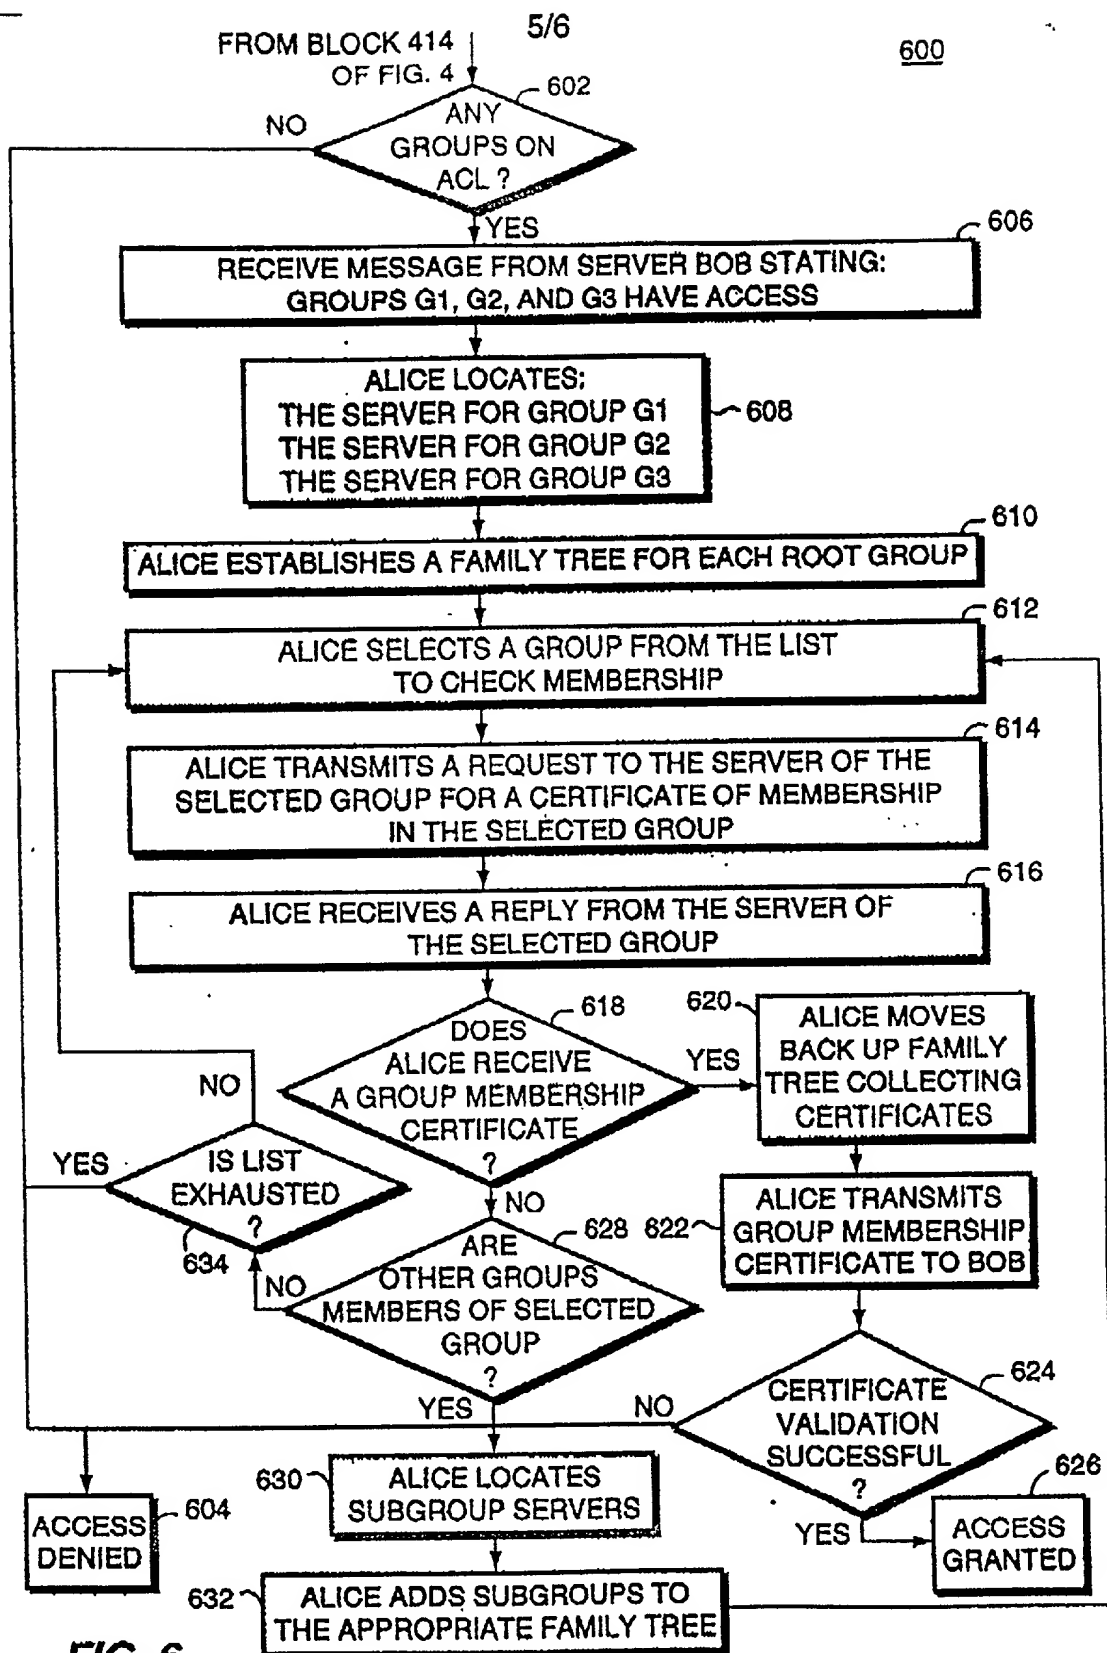 5/6
600
FROM BLOCK 414
OF FIG. 4
602
ANY
GROUPS ON
ACL ?
NO
YES
606
RECEIVE MESSAGE FROM SERVER BOB STATING:
GROUPS G1, G2, AND G3 HAVE ACCESS
ALICE LOCATES:
THE SERVER FOR GROUP G1
THE SERVER FOR GROUP G2
THE SERVER FOR GROUP G3
608
610
ALICE ESTABLISHES A FAMILY TREE FOR EACH ROOT GROUP
612
ALICE SELECTS A GROUP FROM THE LIST
TO CHECK MEMBERSHIP
614
ALICE TRANSMITS A REQUEST TO THE SERVER OF THE
SELECTED GROUP FOR A CERTIFICATE OF MEMBERSHIP
IN THE SELECTED GROUP
616
ALICE RECEIVES A REPLY FROM THE SERVER OF
THE SELECTED GROUP
618
DOES
ALICE RECEIVE
A GROUP MEMBERSHIP
CERTIFICATE
?
YES
NO
620
ALICE MOVES
BACK UP FAMILY
TREE COLLECTING
CERTIFICATES
NO
YES
IS LIST
EXHAUSTED
?
634
622
ALICE TRANSMITS
GROUP MEMBERSHIP
CERTIFICATE TO BOB
628
ARE
OTHER GROUPS
MEMBERS OF SELECTED
GROUP
?
NO
YES
624
CERTIFICATE
VALIDATION
SUCCESSFUL
?
NO
YES
626
ACCESS
GRANTED
604
ACCESS
DENIED
630
ALICE LOCATES
SUBGROUP SERVERS
632
ALICE ADDS SUBGROUPS TO
THE APPROPRIATE FAMILY TREE
FIG. 6